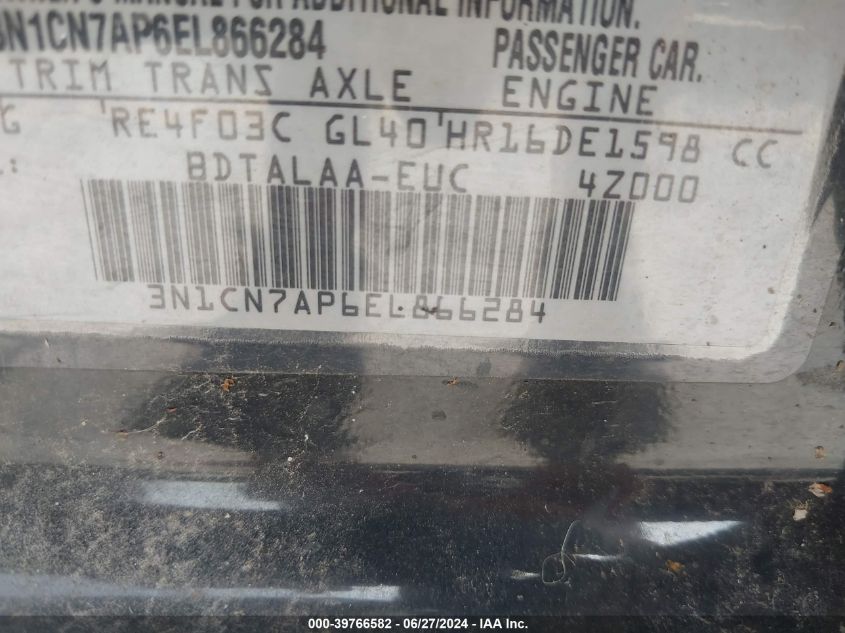 MANUAL FOR ADDITIONAL INFORMATION.
3N1CN7AP6EL866284 PASSENGER CAR.
TRIM TRANS AXLE ENGINE
G RE4F03C GL40 HR16DE1598 CC
: BDTALAA-EUC 4Z000
3N1CN7AP6EL866284
000-39766582 / 06/27/2024 - IAA Inc.